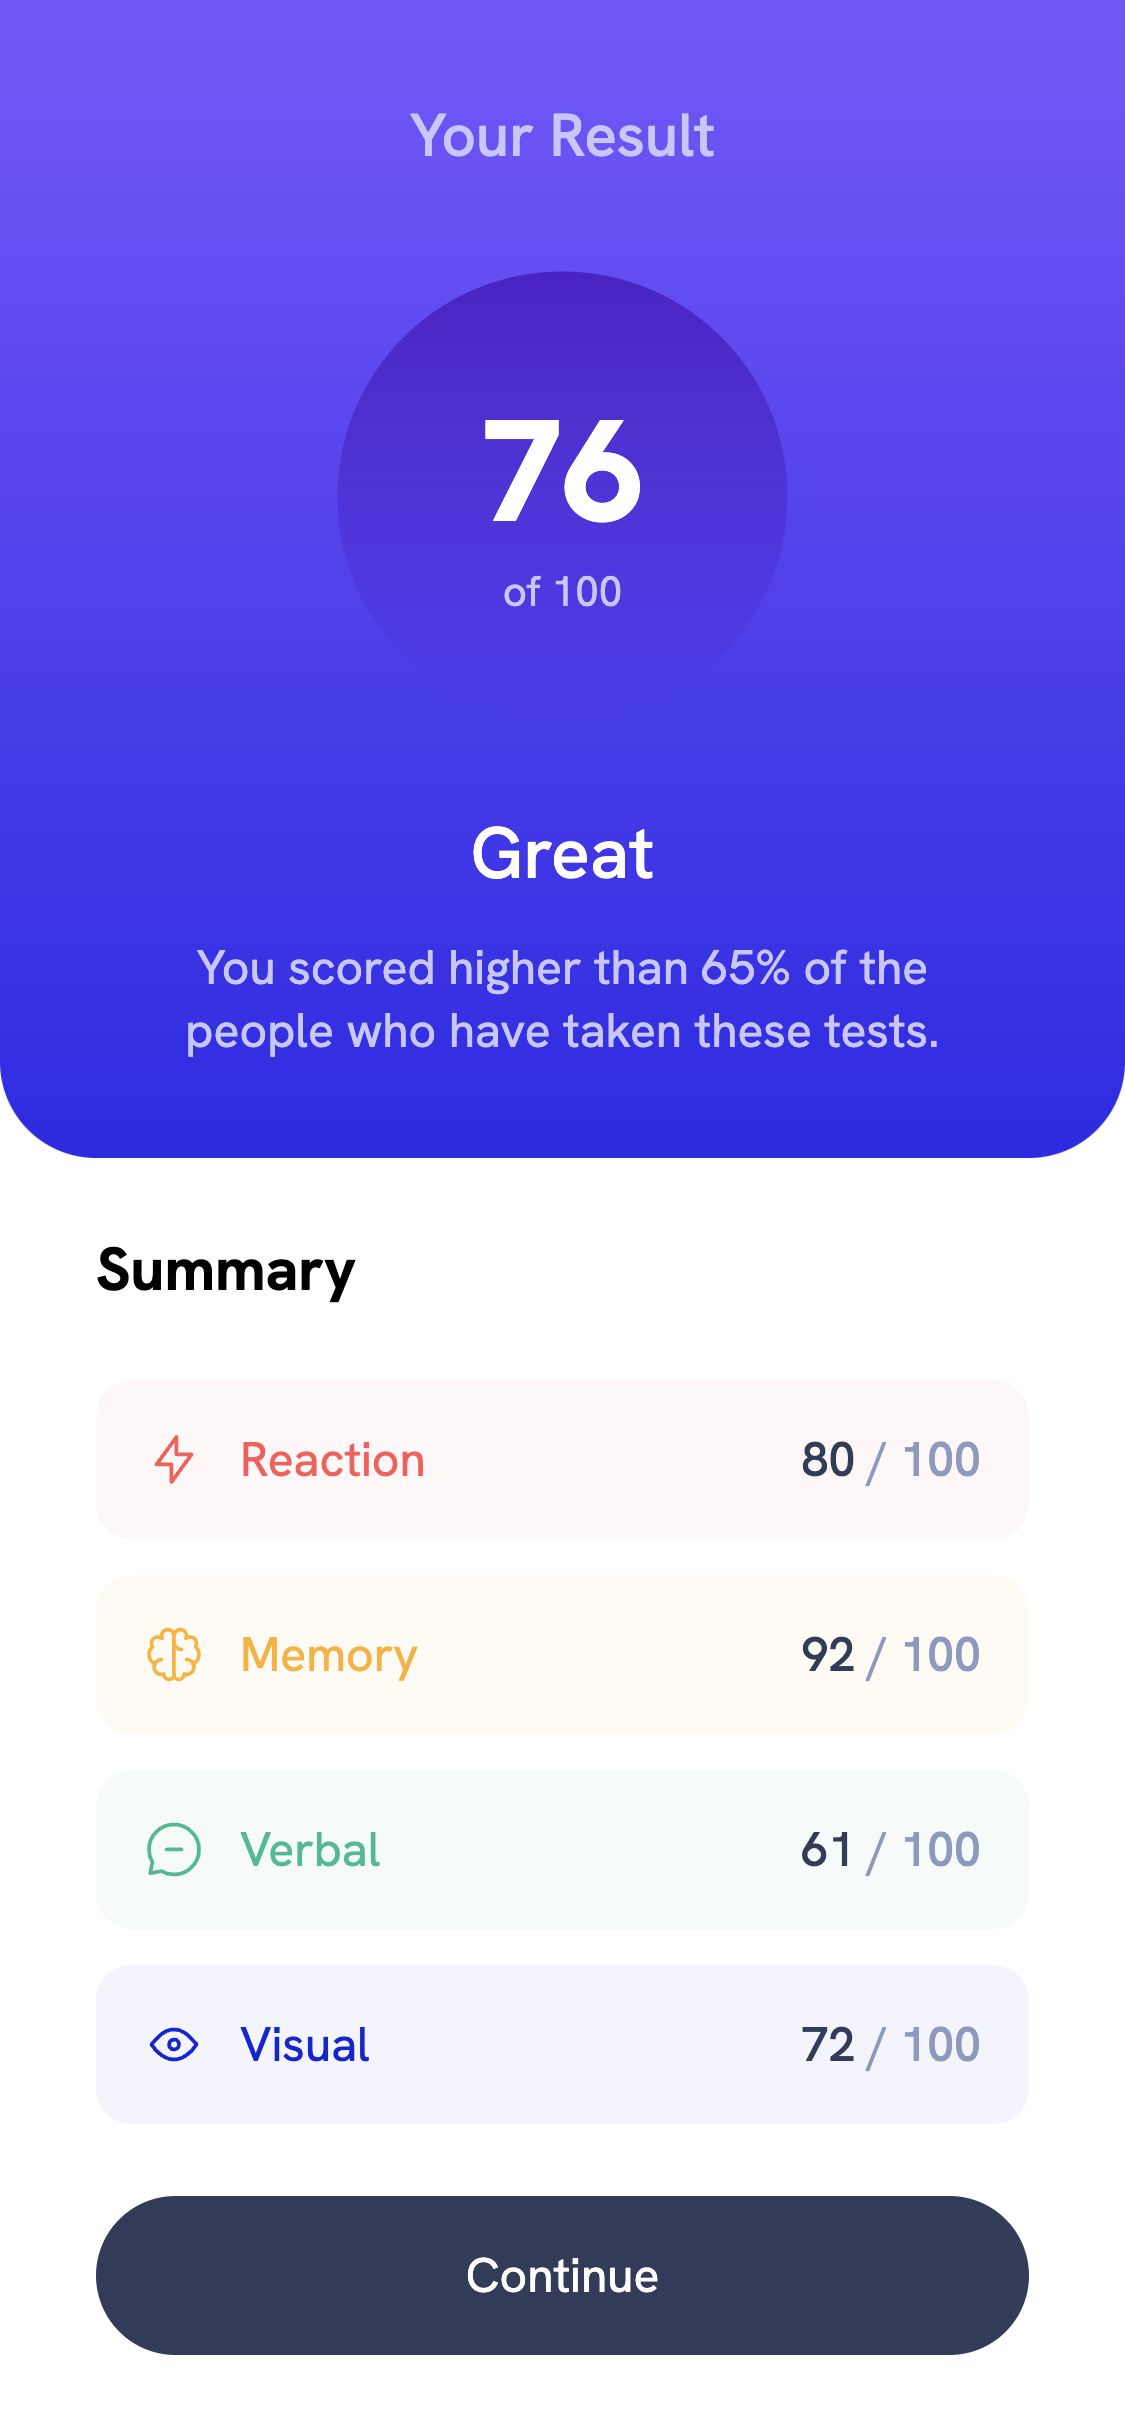 Your Result
76
of 100
Great
You scored higher than 65% of the
people who have taken these tests.
Summary
Reaction 80 / 100
Memory 92 / 100
Verbal 61 / 100
Visual 72 / 100
Continue